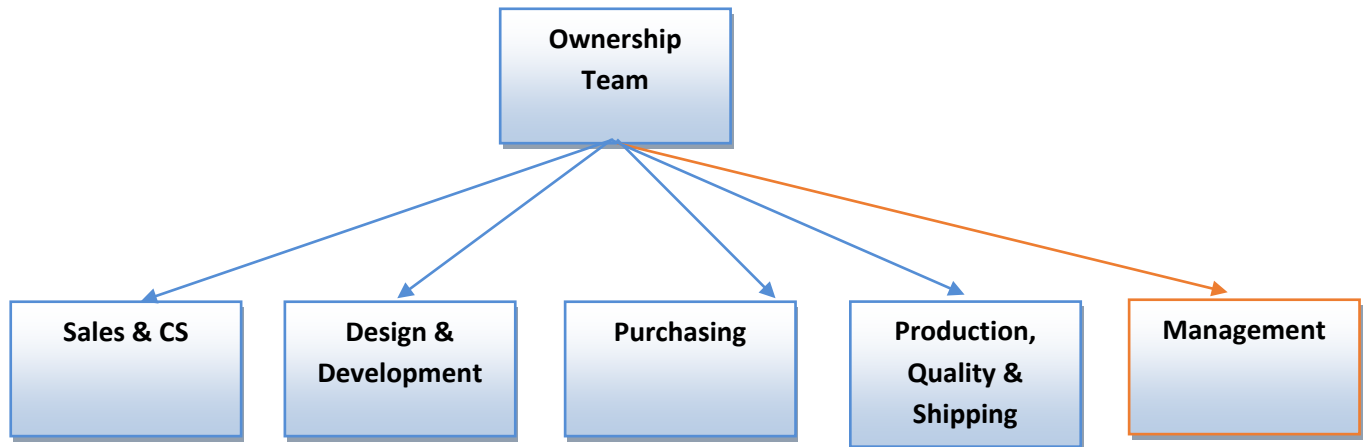 Ownership
Team
Sales & CS
Design &
Development
Purchasing
Production,
Quality &
Shipping
Management